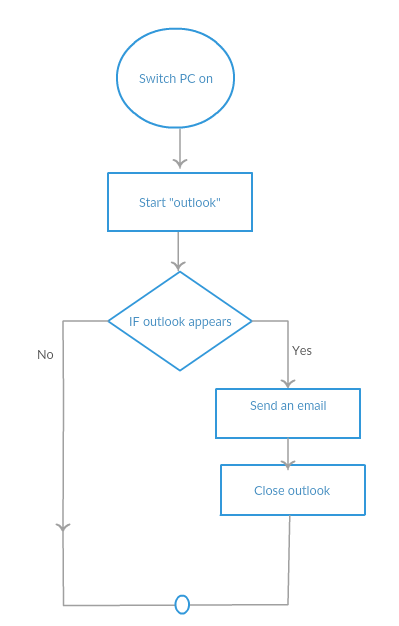 Switch PC on
Start "outlook"
IF outlook appears
No
Yes
Send an email
Close outlook